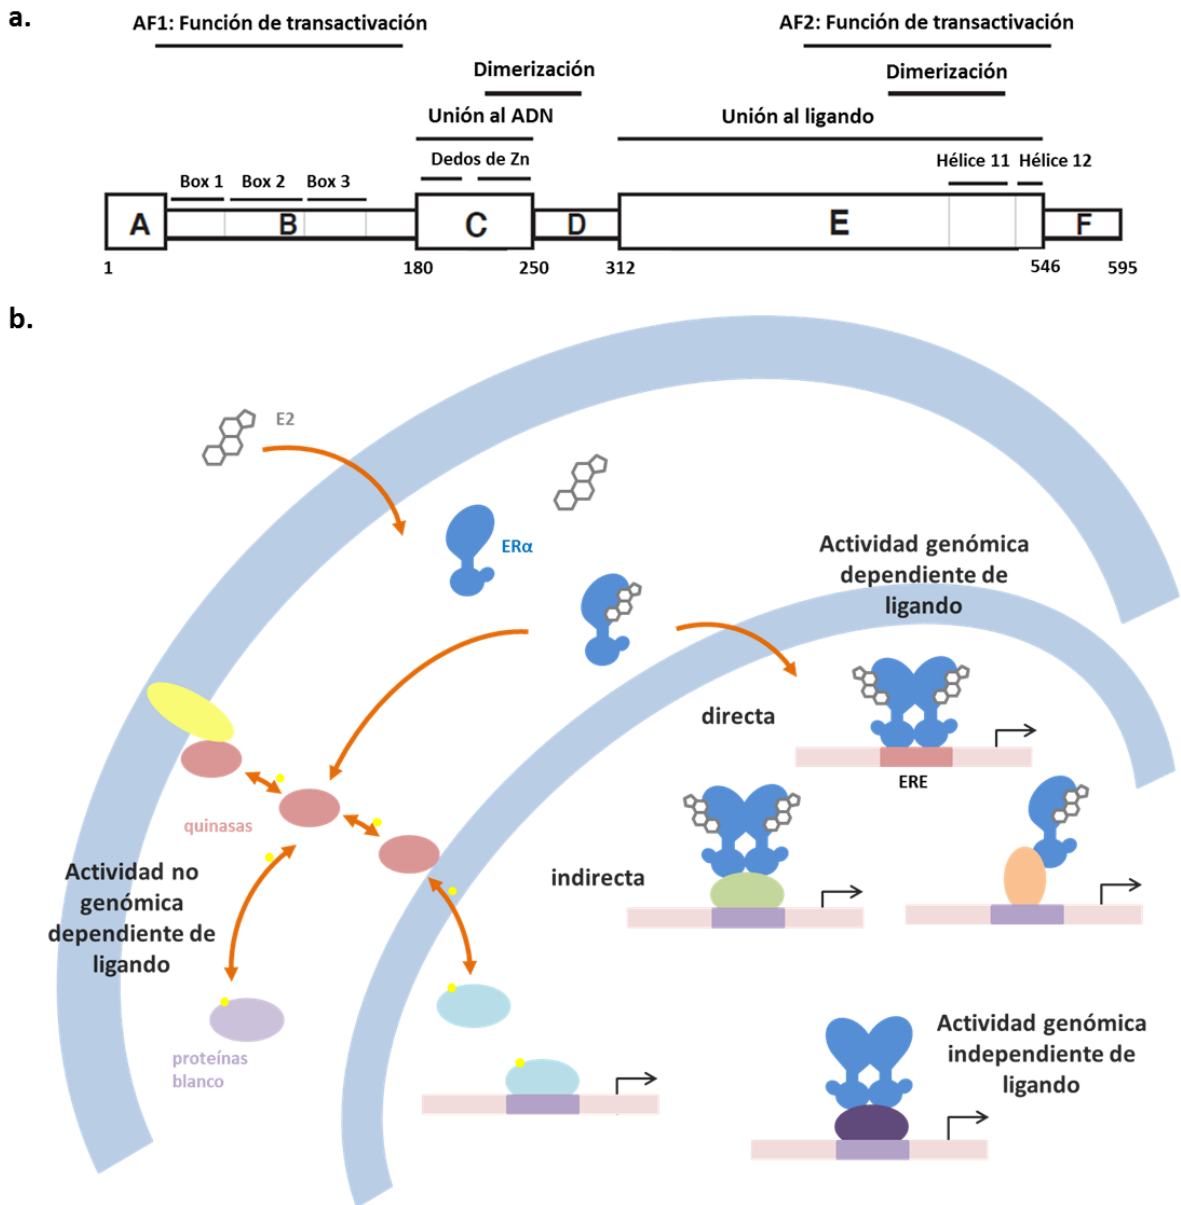 a.
AF1: Función de transactivación
AF2: Función de transactivación
Dimerización
Dimerización
Unión al ADN
Unión al ligando
Dedos de Zn
Hélice 11
Hélice 12
Box 1
Box 2
Box 3
A
B
C
D
E
F
1
180
250
312
546
595
b.
E2
ERα
Actividad genómica
dependiente de
ligando
directa
ERE
quinasas
indirecta
Actividad no
genómica
dependiente de
ligando
proteínas
blanco
Actividad genómica
independiente de
ligando